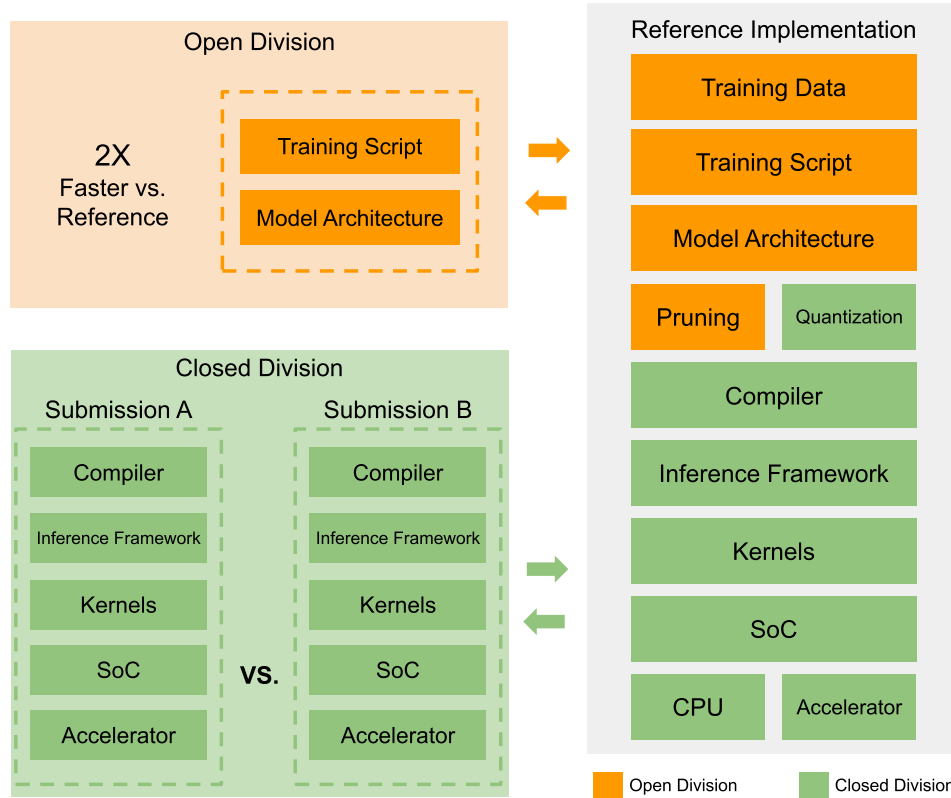 Open Division
2X
Faster vs.
Reference
Training Script
Model Architecture
Closed Division
Submission A
Compiler
Inference Framework
Kernels
SoC
Accelerator
VS.
Submission B
Compiler
Inference Framework
Kernels
SoC
Accelerator
Reference Implementation
Training Data
Training Script
Model Architecture
Pruning
Quantization
Compiler
Inference Framework
Kernels
SoC
CPU
Accelerator
Open Division
Closed Division